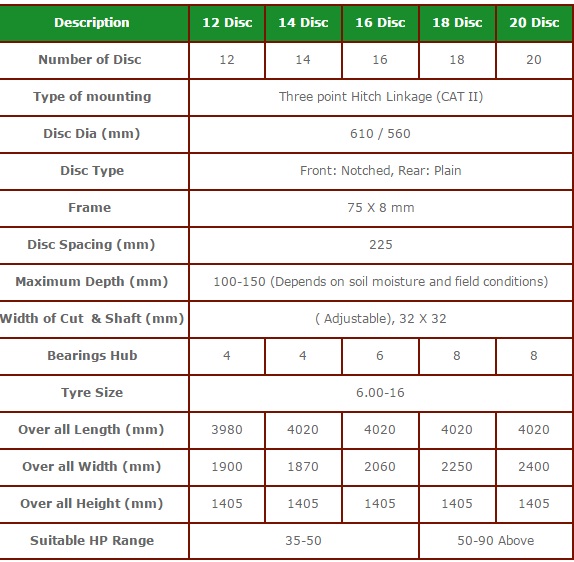 Description 12 Disc 14 Disc 16 Disc 18 Disc 20 Disc
Number of Disc 12 14 16 18 20
Type of mounting Three point Hitch Linkage (CAT II)
Disc Dia (mm) 610 / 560
Disc Type Front: Notched, Rear: Plain
Frame 75 X 8 mm
Disc Spacing (mm) 225
Maximum Depth (mm) 100-150 (Depends on soil moisture and field conditions)
Width of Cut & Shaft (mm) ( Adjustable), 32 X 32
Bearings Hub 4 4 6 8 8
Tyre Size 6.00-16
Over all Length (mm) 3980 4020 4020 4020 4020
Over all Width (mm) 1900 1870 2060 2250 2400
Over all Height (mm) 1405 1405 1405 1405 1405
Suitable HP Range 35-50 50-90 Above